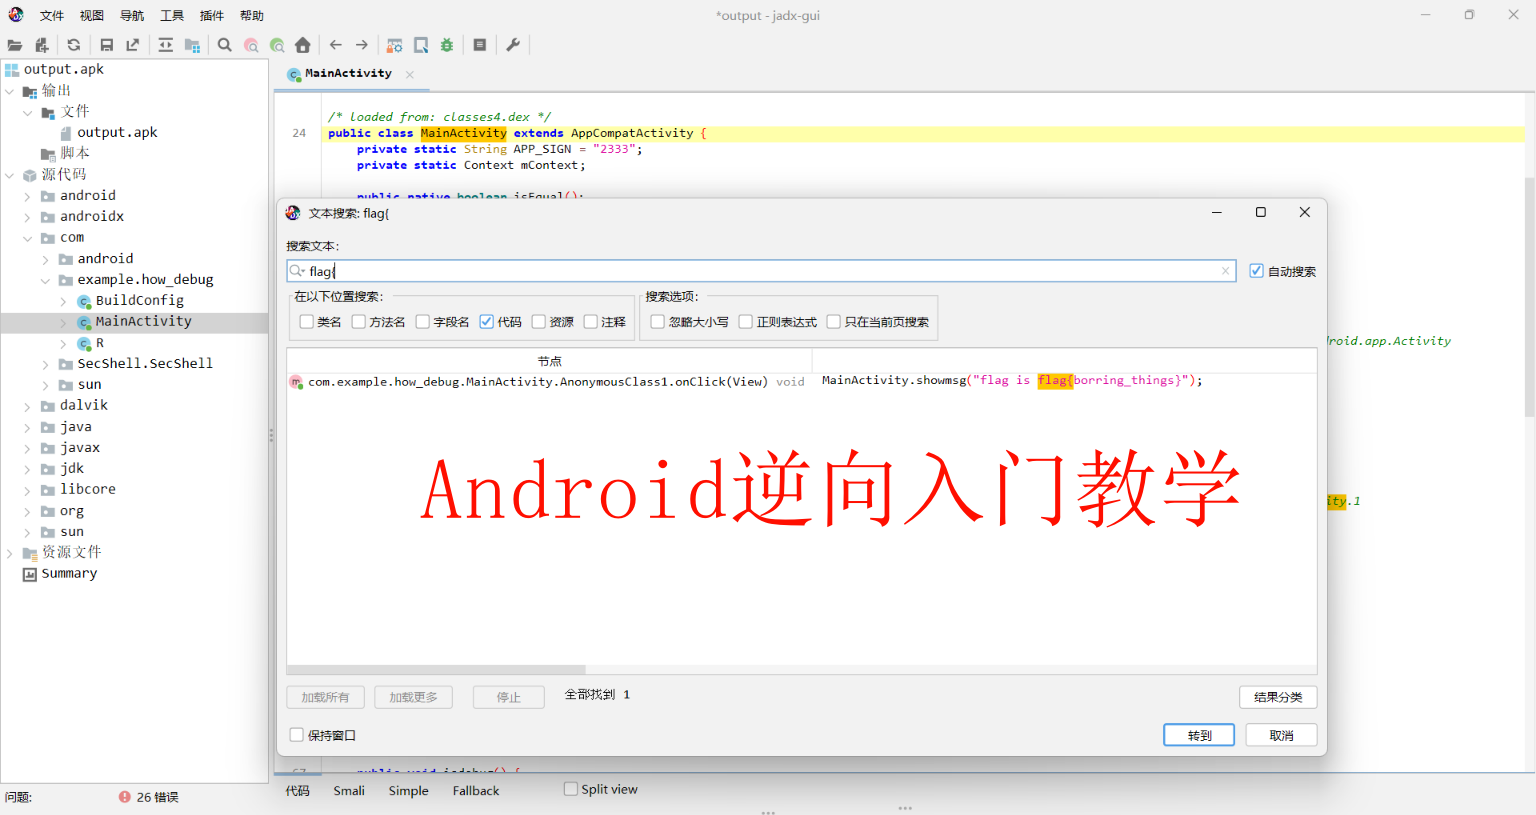 文件 视图 导航 工具 插件 帮助
*output - jadx-gui
output.apk
输出
文件
output.apk
脚本
源代码
android
androidx
com
android
example.how_debug
BuildConfig
MainActivity
R
SecShell.SecShell
sun
dalvik
java
javax
jdk
libcore
org
sun
资源文件
Summary
问题:
26 错误
MainActivity
/* loaded from: classes4.dex */
24 public class MainActivity extends AppCompatActivity {
private static String APP_SIGN = "2333";
private static Context mContext;
public native boolean isEqual();
文本搜索: flag{
搜索文本:
flag{
自动搜索
在以下位置搜索:
类名 方法名 字段名 代码 资源 注释
搜索选项:
忽略大小写 正则表达式 只在当前页搜索
节点
com.example.how_debug.MainActivity.AnonymousClass1.onClick(View) void MainActivity.showmsg("flag is flag{borring_things}");
Android逆向入门教学
加载所有 加载更多 停止 全部找到 1
结果分类
保持窗口
转到 取消
roid.app.Activity
ity.1
代码 Smali Simple Fallback Split view